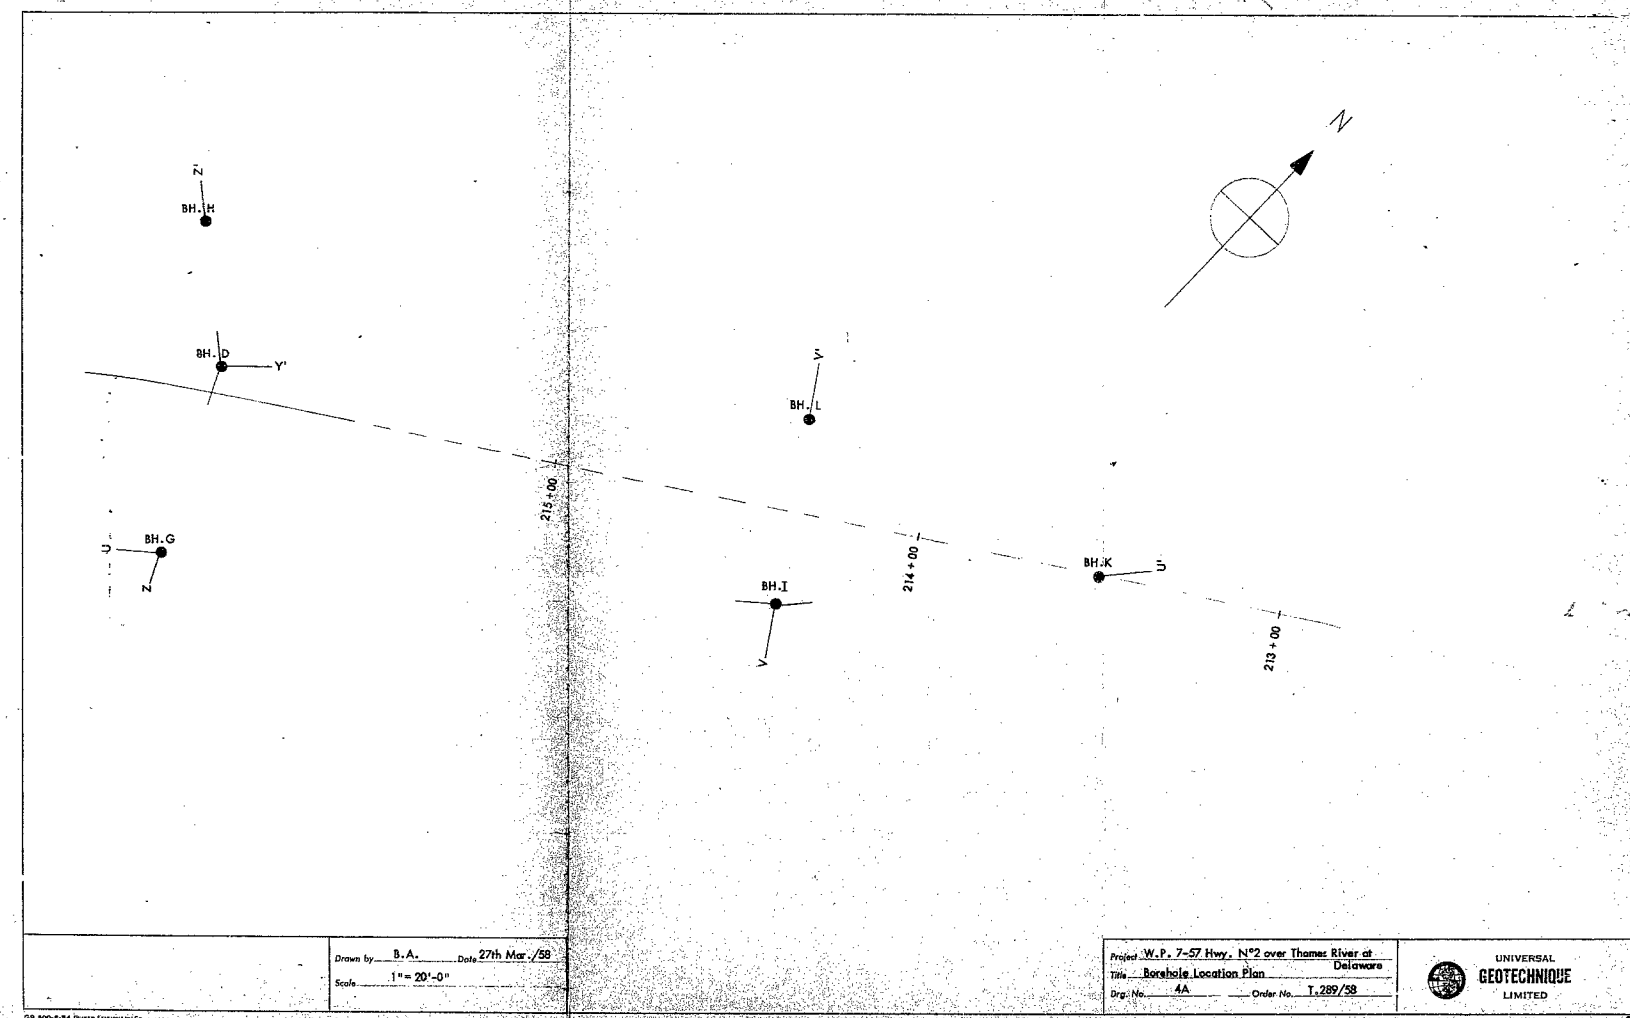 N
Z'
BH. H
BH. D
Y'
V'
BH. L
215 + 00
BH.G
U
Z
214 + 00
BH.K
U'
BH.I
V
213 + 00
Drawn by B.A. Date 27th Mar./58
Scale 1" = 20'-0"
Project W.P. 7-57 Hwy. Nº2 over Thames River at
Delaware
Title Borehole Location Plan
Drg. No. 4A Order No. T.289/58
UNIVERSAL
GEOTECHNIQUE
LIMITED